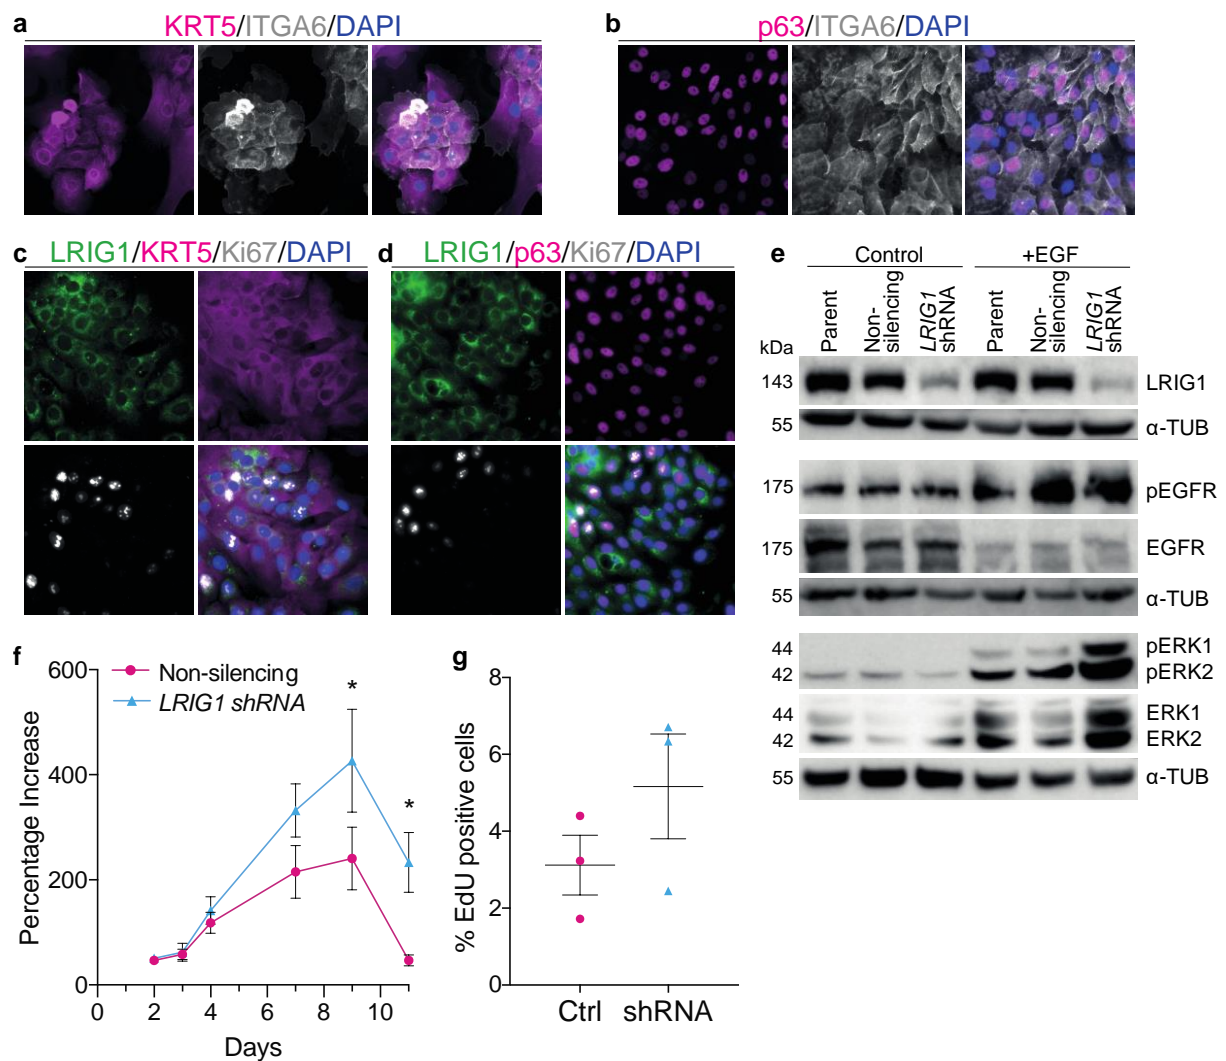 a
KRT5/ITGA6/DAPI
b
p63/ITGA6/DAPI
c
LRIG1/KRT5/Ki67/DAPI
d
LRIG1/p63/Ki67/DAPI
e
Control
+EGF
kDa
Parent
Non-
silencing
LRIG1
shRNA
Parent
Non-
silencing
LRIG1
shRNA
143
LRIG1
55
α-TUB
175
pEGFR
175
EGFR
55
α-TUB
44
pERK1
42
pERK2
44
ERK1
42
ERK2
55
α-TUB
f
Non-silencing
LRIG1 shRNA
*
*
600
400
200
0
Percentage Increase
0 2 4 6 8 10
Days
g
8
6
4
2
0
% EdU positive cells
Ctrl shRNA